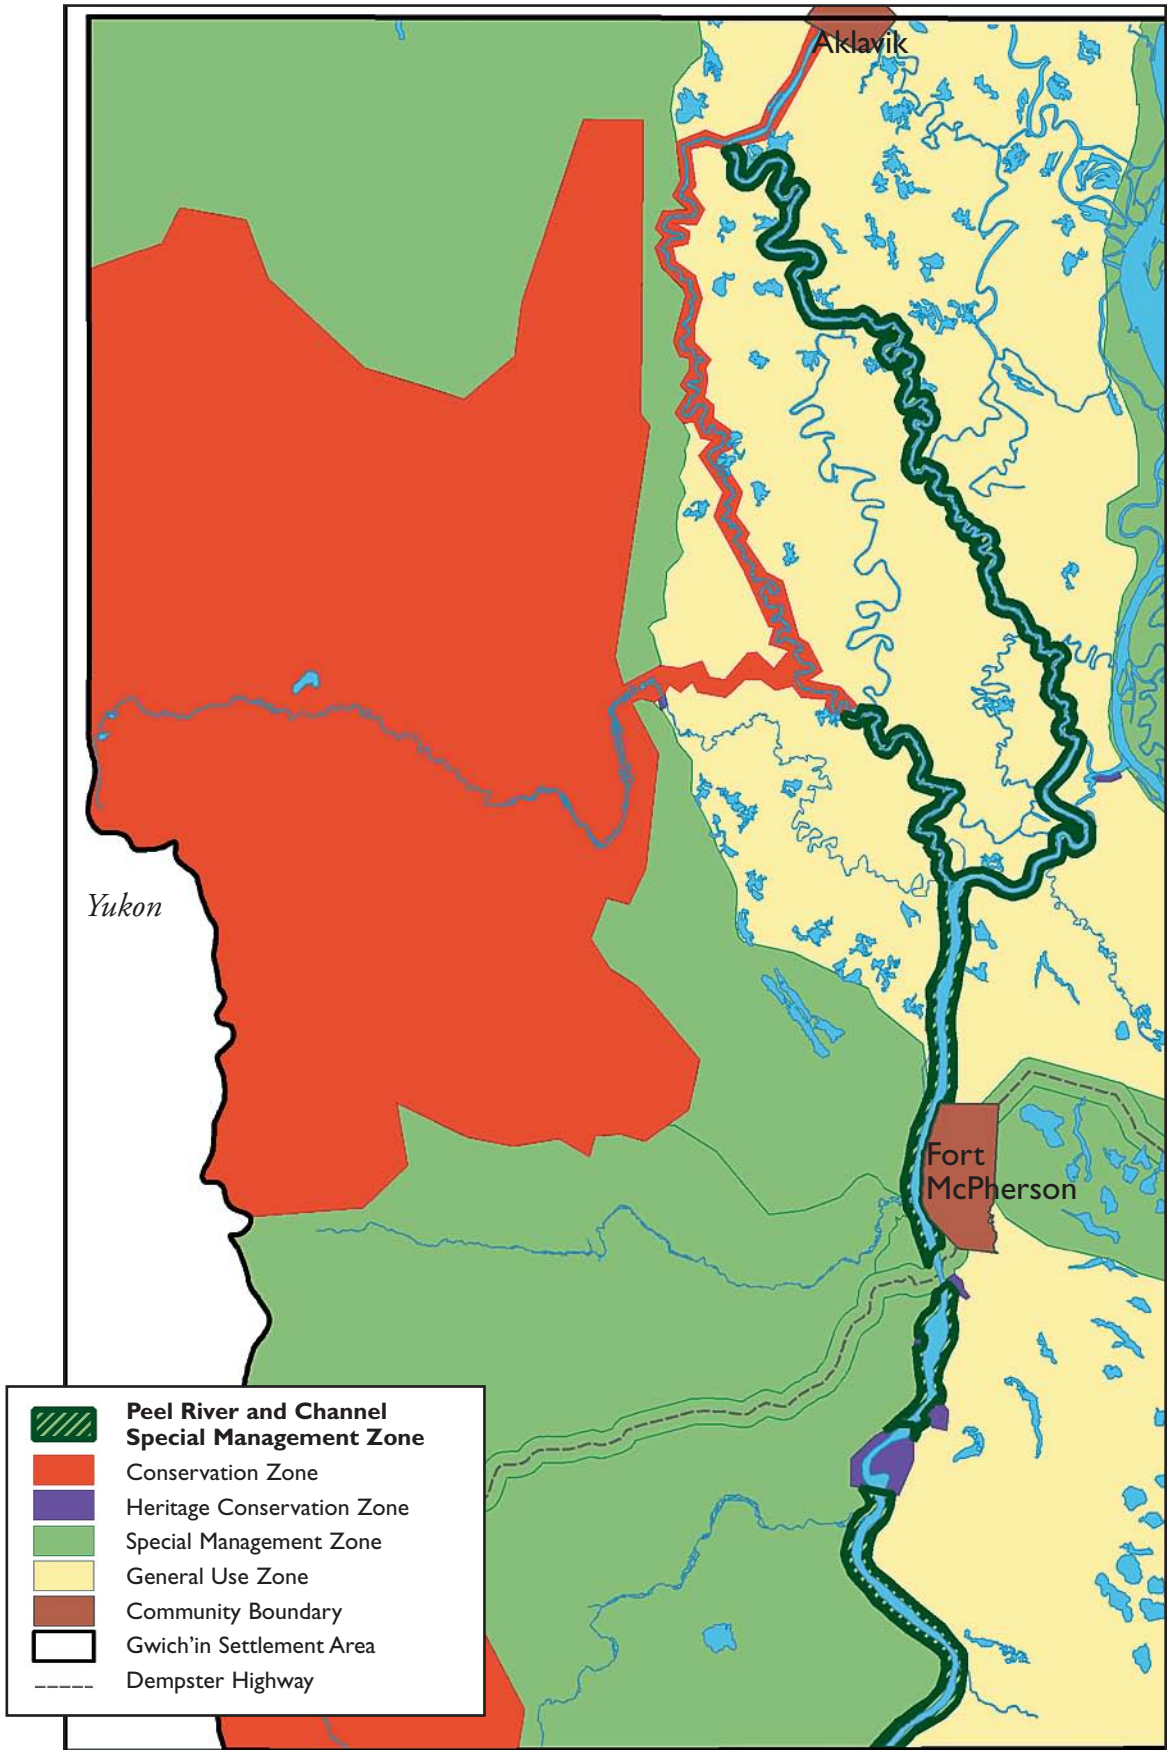 Aklavik
Yukon
Fort
McPherson
Peel River and Channel
Special Management Zone
Conservation Zone
Heritage Conservation Zone
Special Management Zone
General Use Zone
Community Boundary
Gwich'in Settlement Area
Dempster Highway